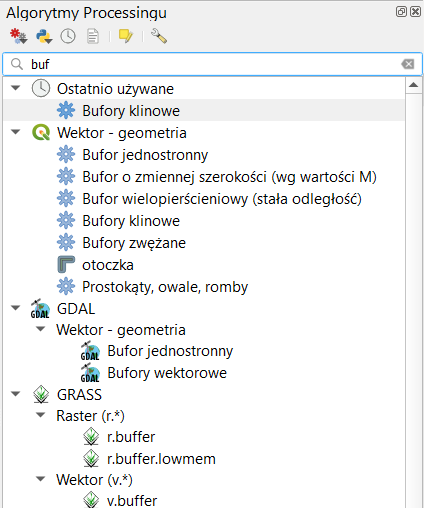 Algorytmy Processingu
buf
Ostatnio używane
Bufory klinowe
Wektor - geometria
Bufor jednostronny
Bufor o zmiennej szerokości (wg wartości M)
Bufor wielopierścieniowy (stała odległość)
Bufory klinowe
Bufory zwężane
otoczka
Prostokąty, owale, romby
GDAL
Wektor - geometria
Bufor jednostronny
Bufory wektorowe
GRASS
Raster (r.*)
r.buffer
r.buffer.lowmem
Wektor (v.*)
v.buffer